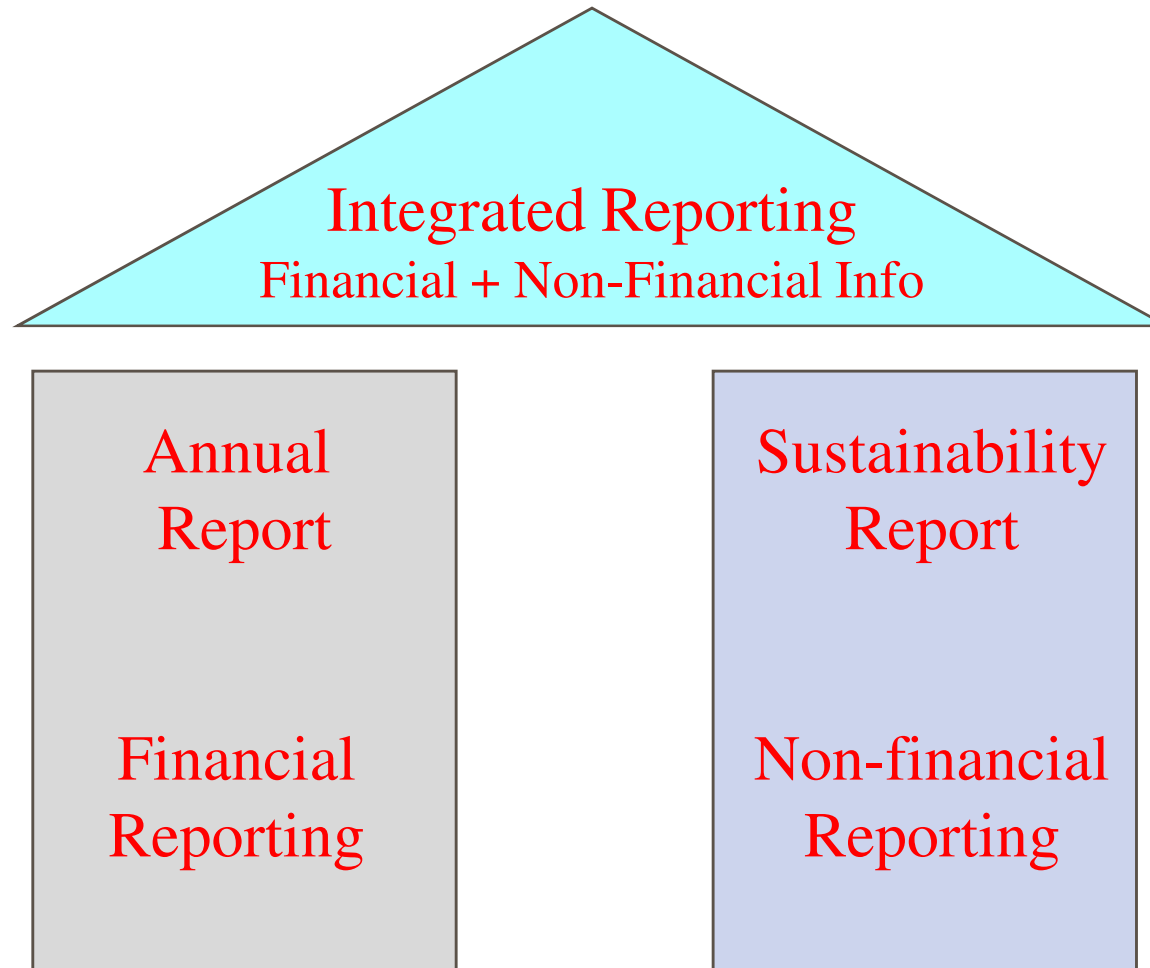 Integrated Reporting
Financial + Non-Financial Info
Annual
Report
Financial
Reporting
Sustainability
Report
Non-financial
Reporting